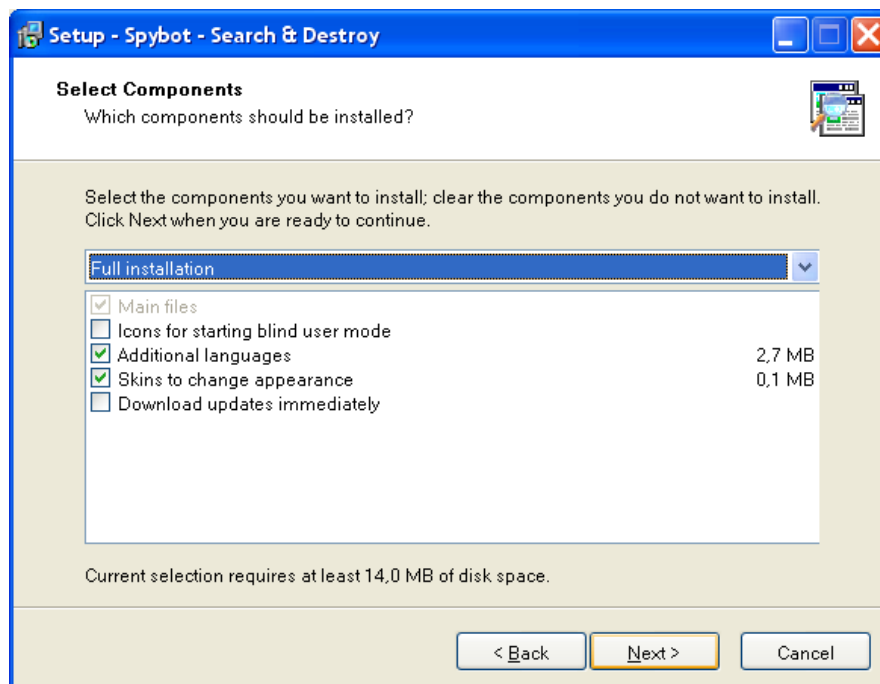 Setup - Spybot - Search & Destroy
Select Components
Which components should be installed?
Select the components you want to install; clear the components you do not want to install.
Click Next when you are ready to continue.
Full installation
Main files
Icons for starting blind user mode
Additional languages 2,7 MB
Skins to change appearance 0,1 MB
Download updates immediately
Current selection requires at least 14,0 MB of disk space.
< Back Next > Cancel